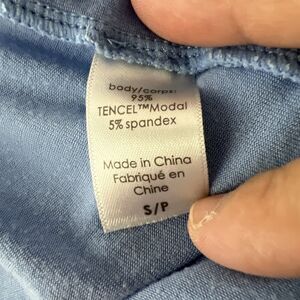 body/corps:
95%
TENCEL™Modal
5% spandex
Made in China
Fabriqué en
Chine
S/P